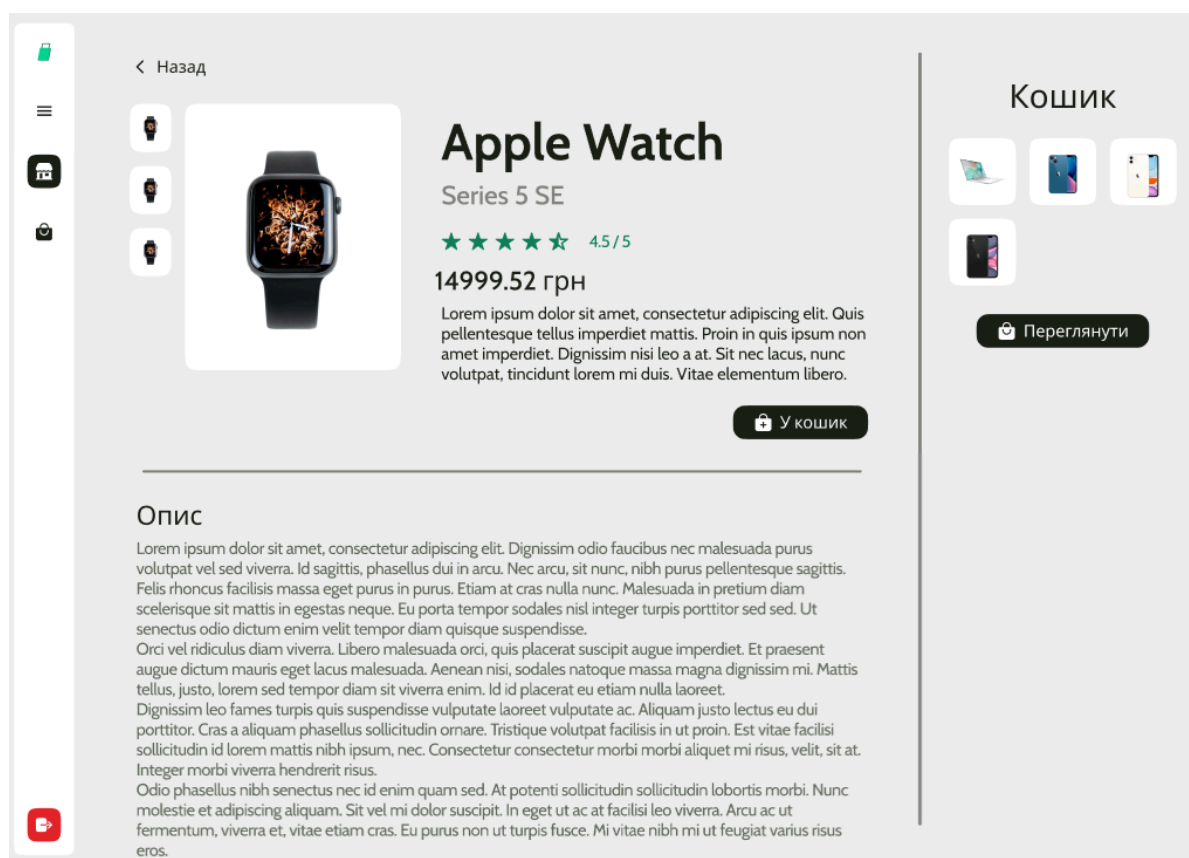 Назад
Apple Watch
Series 5 SE
4.5 / 5
14999.52 грн
Lorem ipsum dolor sit amet, consectetur adipiscing elit. Quis
pellentesque tellus imperdiet mattis. Proin in quis ipsum non
amet imperdiet. Dignissim nisi leo a at. Sit nec lacus, nunc
volutpat, tincidunt lorem mi duis. Vitae elementum libero.
У кошик
Опис
Lorem ipsum dolor sit amet, consectetur adipiscing elit. Dignissim odio faucibus nec malesuada purus
volutpat vel sed viverra. Id sagittis, phasellus dui in arcu. Nec arcu, sit nunc, nibh purus pellentesque sagittis.
Felis rhoncus facilisis massa eget purus in purus. Etiam at cras nulla nunc. Malesuada in pretium diam
scelerisque sit mattis in egestas neque. Eu porta tempor sodales nisl integer turpis porttitor sed sed. Ut
senectus odio dictum enim velit tempor diam quisque suspendisse.
Orci vel ridiculus diam viverra. Libero malesuada orci, quis placerat suscipit augue imperdiet. Et praesent
augue dictum mauris eget lacus malesuada. Aenean nisi, sodales natoque massa magna dignissim mi. Mattis
tellus, justo, lorem sed tempor diam sit viverra enim. Id id placerat eu etiam nulla laoreet.
Dignissim leo fames turpis quis suspendisse vulputate laoreet vulputate ac. Aliquam justo lectus eu dui
porttitor. Cras a aliquam phasellus sollicitudin ornare. Tristique volutpat facilisis in ut proin. Est vitae facilisi
sollicitudin id lorem mattis nibh ipsum, nec. Consectetur consectetur morbi morbi aliquet mi risus, velit, sit at.
Integer morbi viverra hendrerit risus.
Odio phasellus nibh senectus nec id enim quam sed. At potenti sollicitudin sollicitudin lobortis morbi. Nunc
molestie et adipiscing aliquam. Sit vel mi dolor suscipit. In eget ut ac at facilisi leo viverra. Arcu ac ut
fermentum, viverra et, vitae etiam cras. Eu purus non ut turpis fusce. Mi vitae nibh mi ut feugiat varius risus
eros.
Кошик
Переглянути